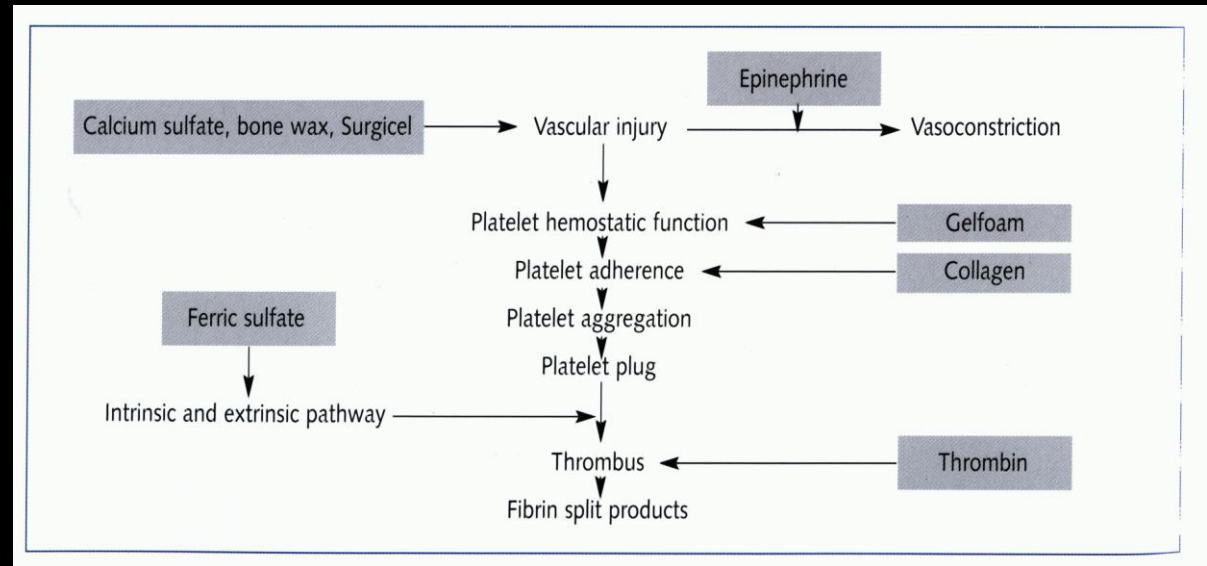 Epinephrine
Calcium sulfate, bone wax, Surgicel
Vascular injury
Vasoconstriction
Platelet hemostatic function
Gelfoam
Platelet adherence
Collagen
Ferric sulfate
Platelet aggregation
Platelet plug
Intrinsic and extrinsic pathway
Thrombus
Thrombin
Fibrin split products